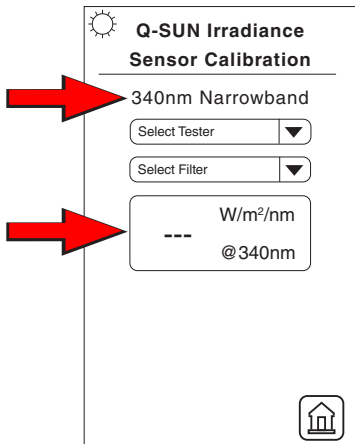 Q-SUN Irradiance
Sensor Calibration
340nm Narrowband
Select Tester
Select Filter
W/m²/nm
---
@340nm